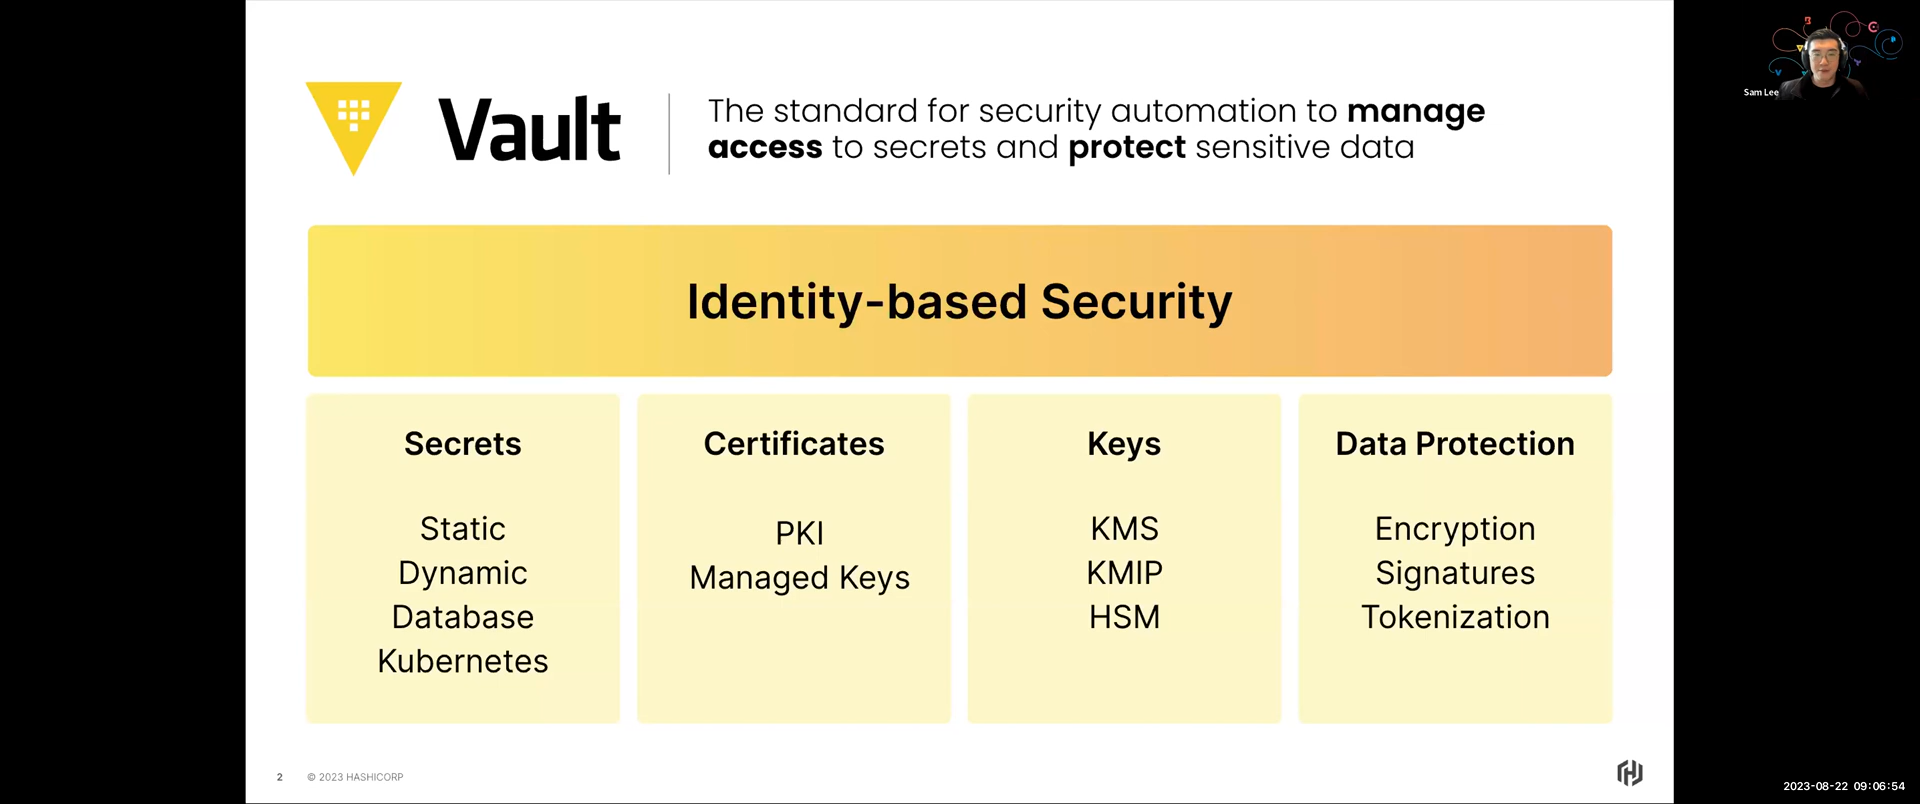 Vault
The standard for security automation to manage
access to secrets and protect sensitive data
Identity-based Security
Secrets
Static
Dynamic
Database
Kubernetes
Certificates
PKI
Managed Keys
Keys
KMS
KMIP
HSM
Data Protection
Encryption
Signatures
Tokenization
2
© 2023 HASHICORP
Sam Lee
2023-08-22 09:06:54